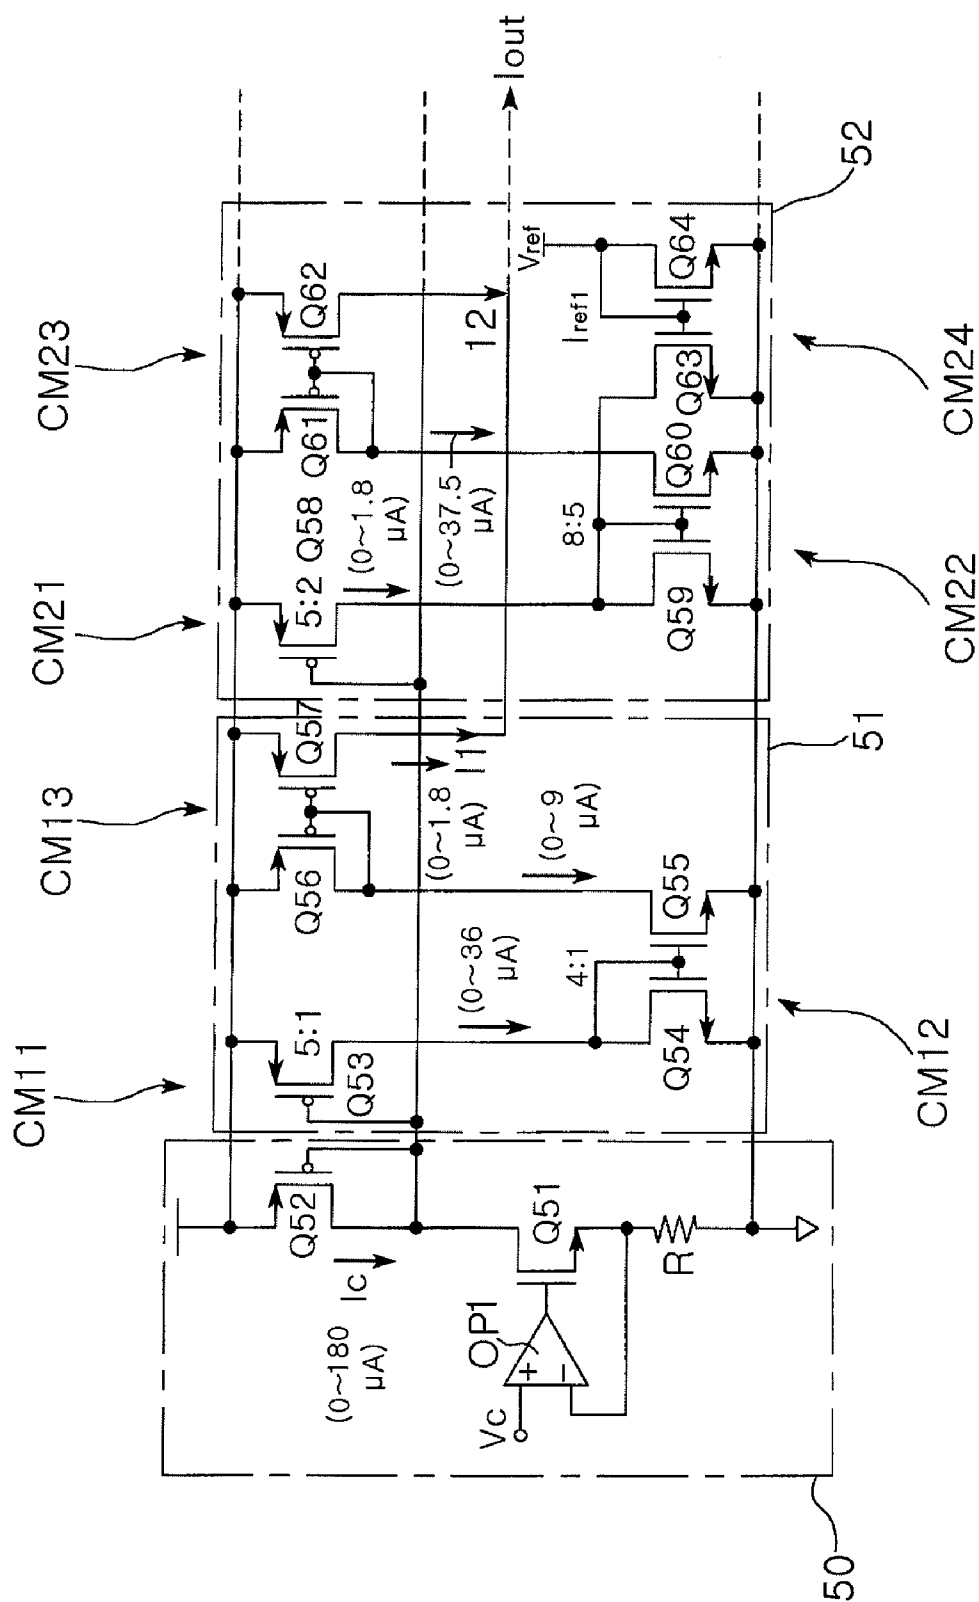 CM11
CM13
CM21
CM23
Q52
5:1
Q53
Q56
Q57
5:2
Q58
Q61
Q62
Ic
(0~180
μA)
(0~36
μA)
(0~1.8
μA)
I1
(0~9
μA)
(0~1.8
μA)
(0~37.5
μA)
12
Iout
Vc
OP1
+
−
Q51
R
4:1
Q54
Q55
8:5
Q59
Q60
Q63
Q64
Iref1
Vref
CM12
CM22
CM24
50
51
52